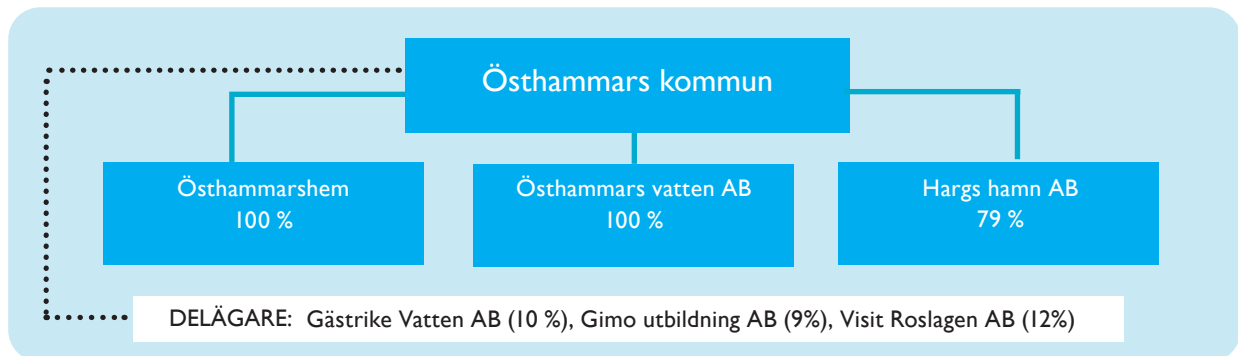 Östhammars kommun
Östhammarshem
100 %
Östhammars vatten AB
100 %
Hargs hamn AB
79 %
DELÄGARE: Gästrike Vatten AB (10 %), Gimo utbildning AB (9%), Visit Roslagen AB (12%)